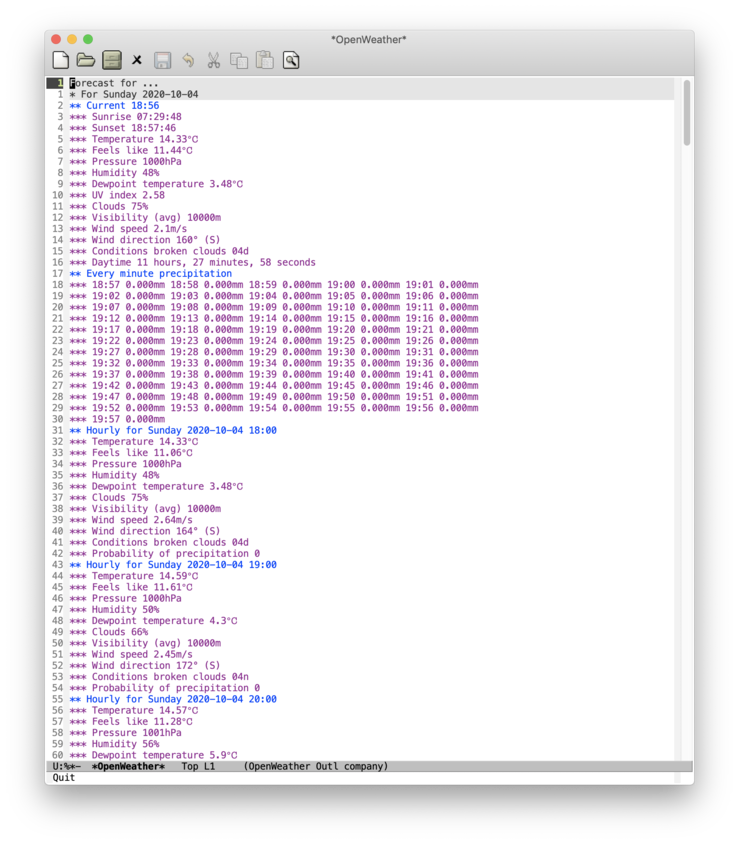 *OpenWeather*
1 Forecast for ...
1 * For Sunday 2020-10-04
2 ** Current 18:56
3 *** Sunrise 07:29:48
4 *** Sunset 18:57:46
5 *** Temperature 14.33℃
6 *** Feels like 11.44℃
7 *** Pressure 1000hPa
8 *** Humidity 48%
9 *** Dewpoint temperature 3.48℃
10 *** UV index 2.58
11 *** Clouds 75%
12 *** Visibility (avg) 10000m
13 *** Wind speed 2.1m/s
14 *** Wind direction 160° (S)
15 *** Conditions broken clouds 04d
16 *** Daytime 11 hours, 27 minutes, 58 seconds
17 ** Every minute precipitation
18 *** 18:57 0.000mm 18:58 0.000mm 18:59 0.000mm 19:00 0.000mm 19:01 0.000mm
19 *** 19:02 0.000mm 19:03 0.000mm 19:04 0.000mm 19:05 0.000mm 19:06 0.000mm
20 *** 19:07 0.000mm 19:08 0.000mm 19:09 0.000mm 19:10 0.000mm 19:11 0.000mm
21 *** 19:12 0.000mm 19:13 0.000mm 19:14 0.000mm 19:15 0.000mm 19:16 0.000mm
22 *** 19:17 0.000mm 19:18 0.000mm 19:19 0.000mm 19:20 0.000mm 19:21 0.000mm
23 *** 19:22 0.000mm 19:23 0.000mm 19:24 0.000mm 19:25 0.000mm 19:26 0.000mm
24 *** 19:27 0.000mm 19:28 0.000mm 19:29 0.000mm 19:30 0.000mm 19:31 0.000mm
25 *** 19:32 0.000mm 19:33 0.000mm 19:34 0.000mm 19:35 0.000mm 19:36 0.000mm
26 *** 19:37 0.000mm 19:38 0.000mm 19:39 0.000mm 19:40 0.000mm 19:41 0.000mm
27 *** 19:42 0.000mm 19:43 0.000mm 19:44 0.000mm 19:45 0.000mm 19:46 0.000mm
28 *** 19:47 0.000mm 19:48 0.000mm 19:49 0.000mm 19:50 0.000mm 19:51 0.000mm
29 *** 19:52 0.000mm 19:53 0.000mm 19:54 0.000mm 19:55 0.000mm 19:56 0.000mm
30 *** 19:57 0.000mm
31 ** Hourly for Sunday 2020-10-04 18:00
32 *** Temperature 14.33℃
33 *** Feels like 11.06℃
34 *** Pressure 1000hPa
35 *** Humidity 48%
36 *** Dewpoint temperature 3.48℃
37 *** Clouds 75%
38 *** Visibility (avg) 10000m
39 *** Wind speed 2.64m/s
40 *** Wind direction 164° (S)
41 *** Conditions broken clouds 04d
42 *** Probability of precipitation 0
43 ** Hourly for Sunday 2020-10-04 19:00
44 *** Temperature 14.59℃
45 *** Feels like 11.61℃
46 *** Pressure 1000hPa
47 *** Humidity 50%
48 *** Dewpoint temperature 4.3℃
49 *** Clouds 66%
50 *** Visibility (avg) 10000m
51 *** Wind speed 2.45m/s
52 *** Wind direction 172° (S)
53 *** Conditions broken clouds 04n
54 *** Probability of precipitation 0
55 ** Hourly for Sunday 2020-10-04 20:00
56 *** Temperature 14.57℃
57 *** Feels like 11.28℃
58 *** Pressure 1001hPa
59 *** Humidity 56%
60 *** Dewpoint temperature 5.9℃
U:%*- *OpenWeather* Top L1 (OpenWeather Outl company)
Quit